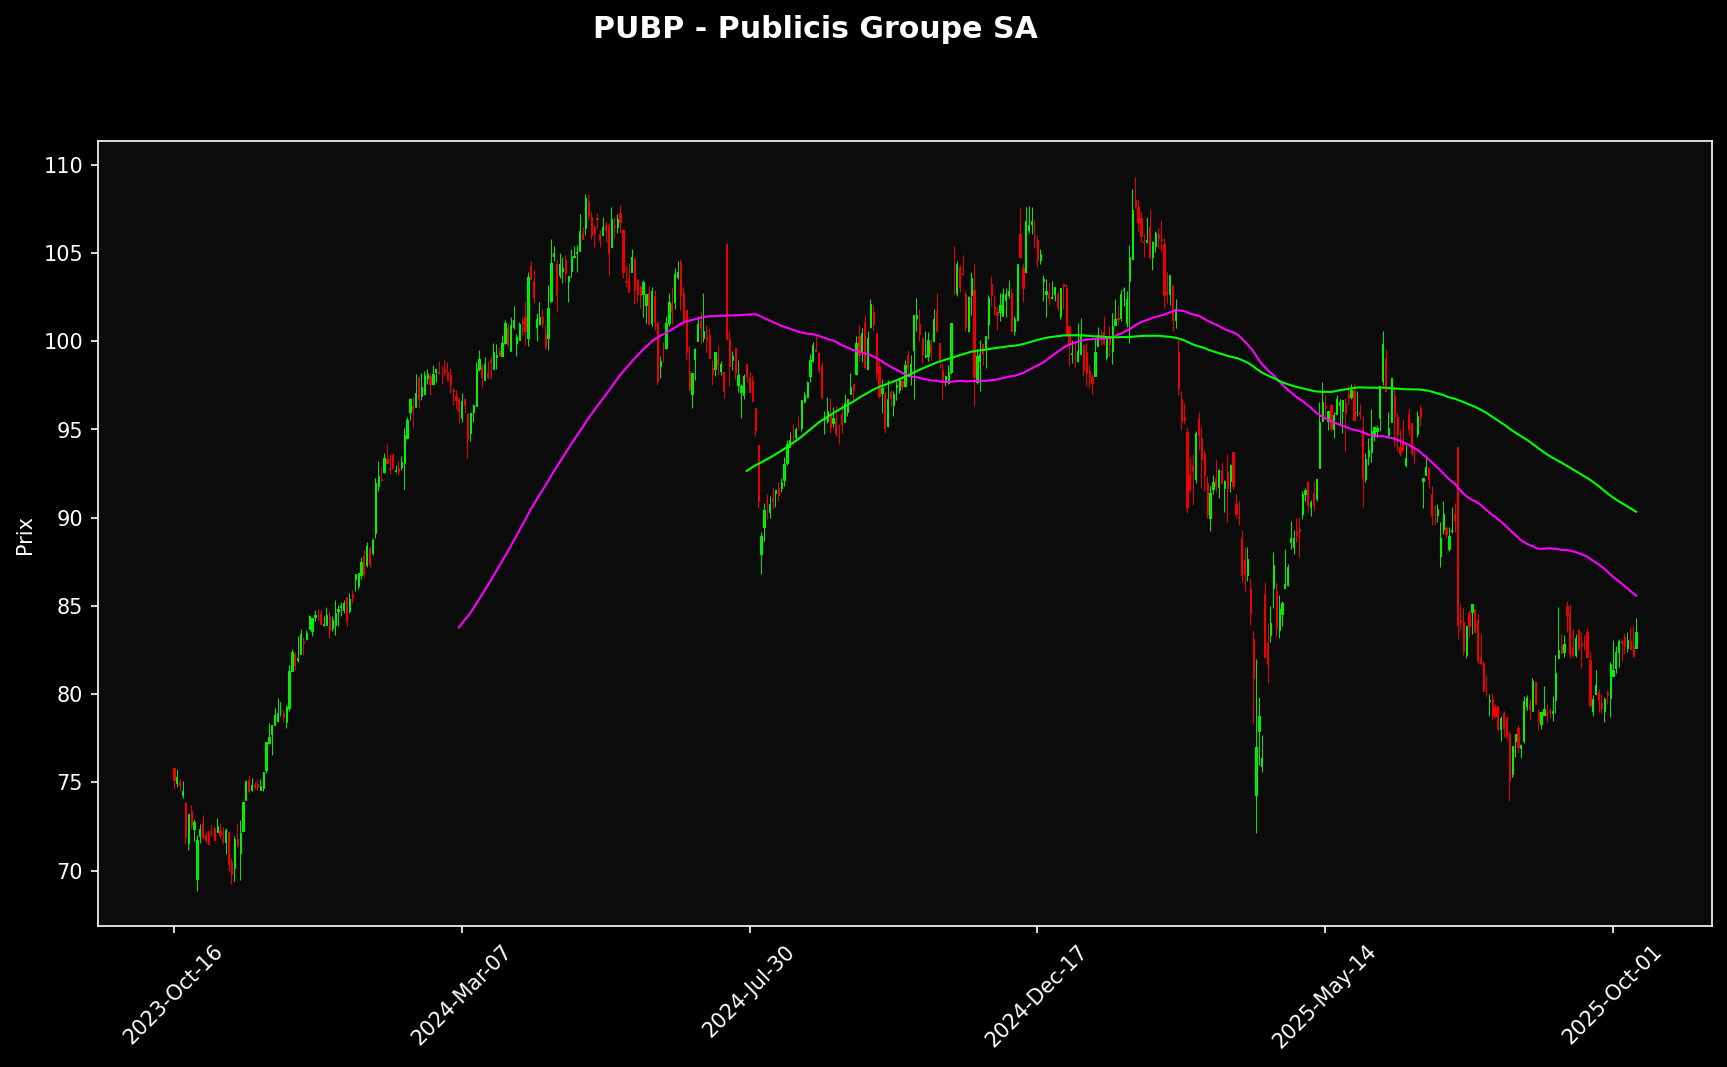 PUBP - Publicis Groupe SA
Prix
110
105
100
95
90
85
80
75
70
2023-Oct-16
2024-Mar-07
2024-Jul-30
2024-Dec-17
2025-May-14
2025-Oct-01